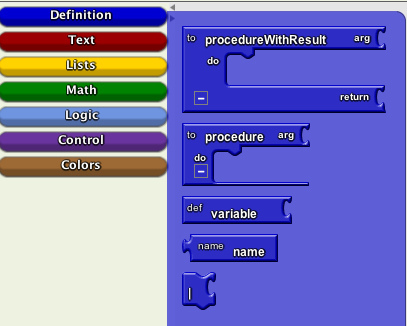 Definition
Text
Lists
Math
Logic
Control
Colors
to procedureWithResult arg
do
return
to procedure arg
do
def variable
name name